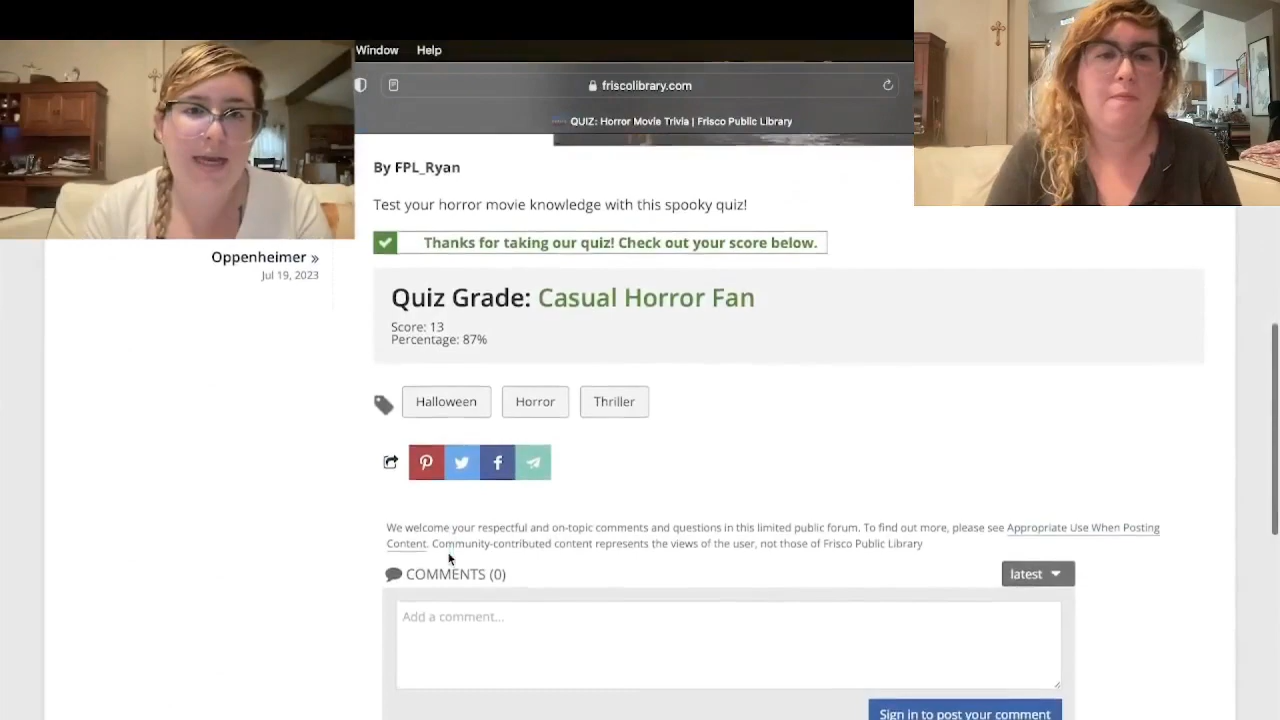 Window Help
friscolibrary.com
QUIZ: Horror Movie Trivia | Frisco Public Library
By FPL_Ryan
Test your horror movie knowledge with this spooky quiz!
Thanks for taking our quiz! Check out your score below.
Oppenheimer »
Jul 19, 2023
Quiz Grade: Casual Horror Fan
Score: 13
Percentage: 87%
Halloween Horror Thriller
We welcome your respectful and on-topic comments and questions in this limited public forum. To find out more, please see Appropriate Use When Posting
Content. Community-contributed content represents the views of the user, not those of Frisco Public Library
COMMENTS (0)
latest
Add a comment...
Sign in to post your comment